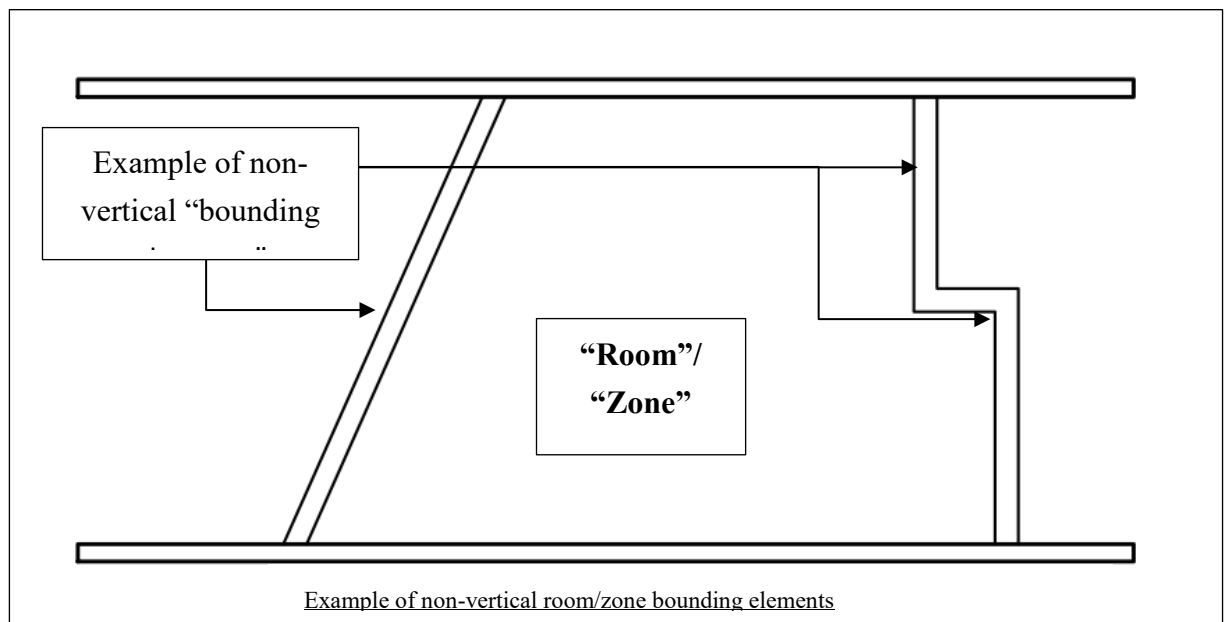 Example of non-
vertical “bounding
“Room”/
“Zone”
Example of non-vertical room/zone bounding elements